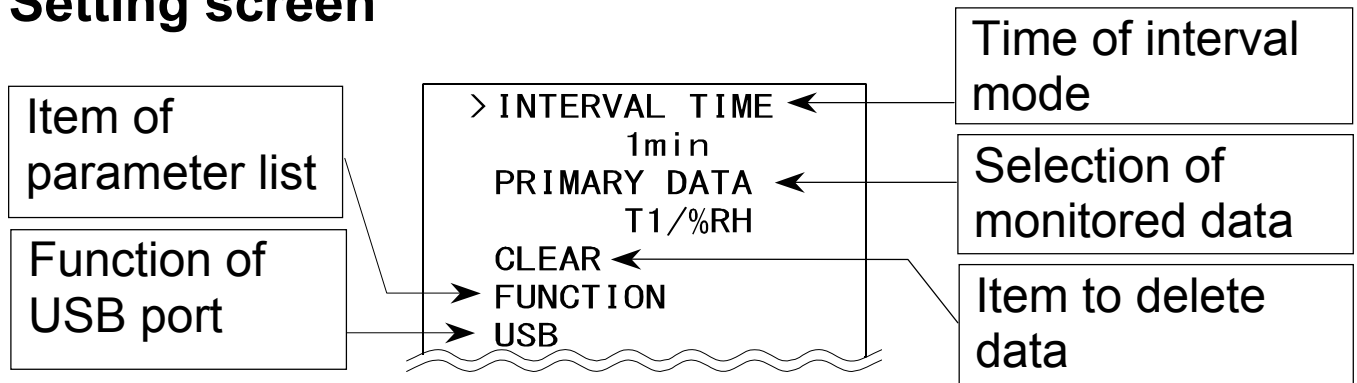 Setting screen
Item of
parameter list
Function of
USB port
>INTERVAL TIME
1min
PRIMARY DATA
T1/%RH
CLEAR
FUNCTION
USB
Time of interval
mode
Selection of
monitored data
Item to delete
data